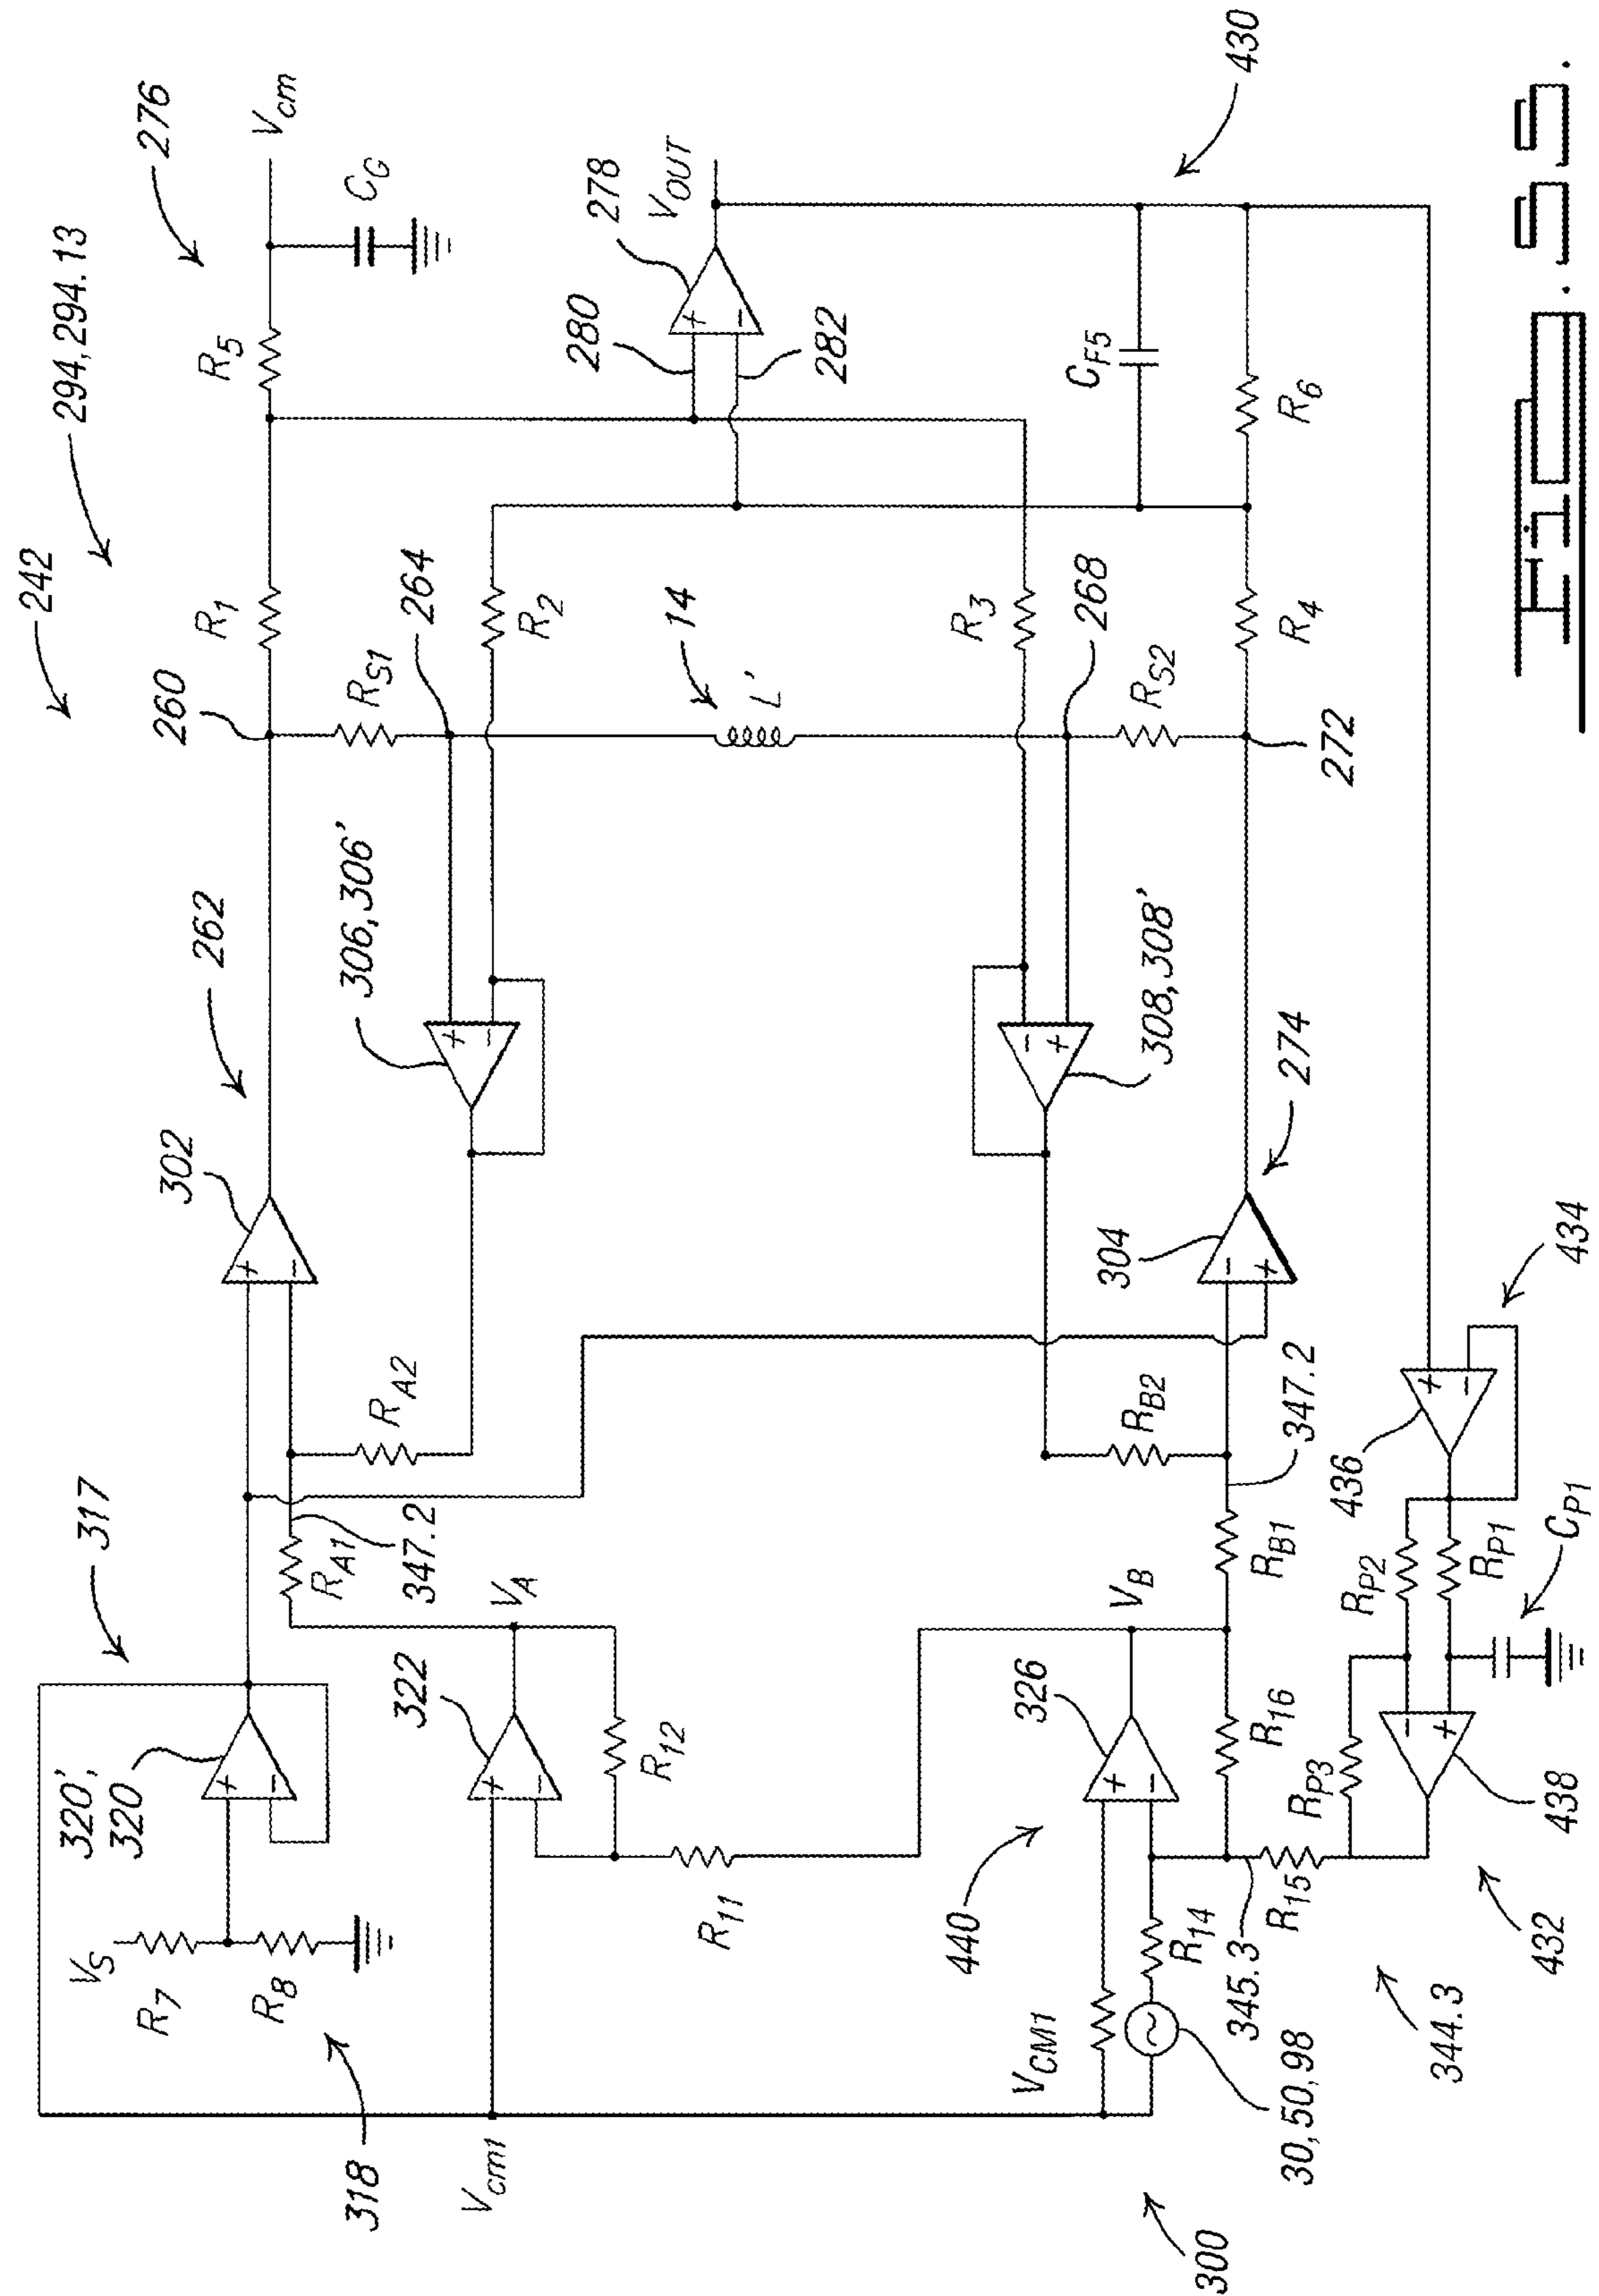 242
294, 294.13
276
Vcm
CG
R5
R1
260
RS1
264
R2
14
L'
R3
268
RS2
R4
272
280
278
VOUT
282
CF5
R6
430
262
302
306, 306'
308, 308'
274
304
317
RA2
RA1
347.2
RB2
347.2
RB1
VA
VB
320',
320
322
R12
R11
326
R16
440
VS
R7
R8
318
Vcm1
VCM1
R14
345.3
R15
30, 50, 98
300
344.3
432
438
RP3
RP2
RP1
CP1
436
434